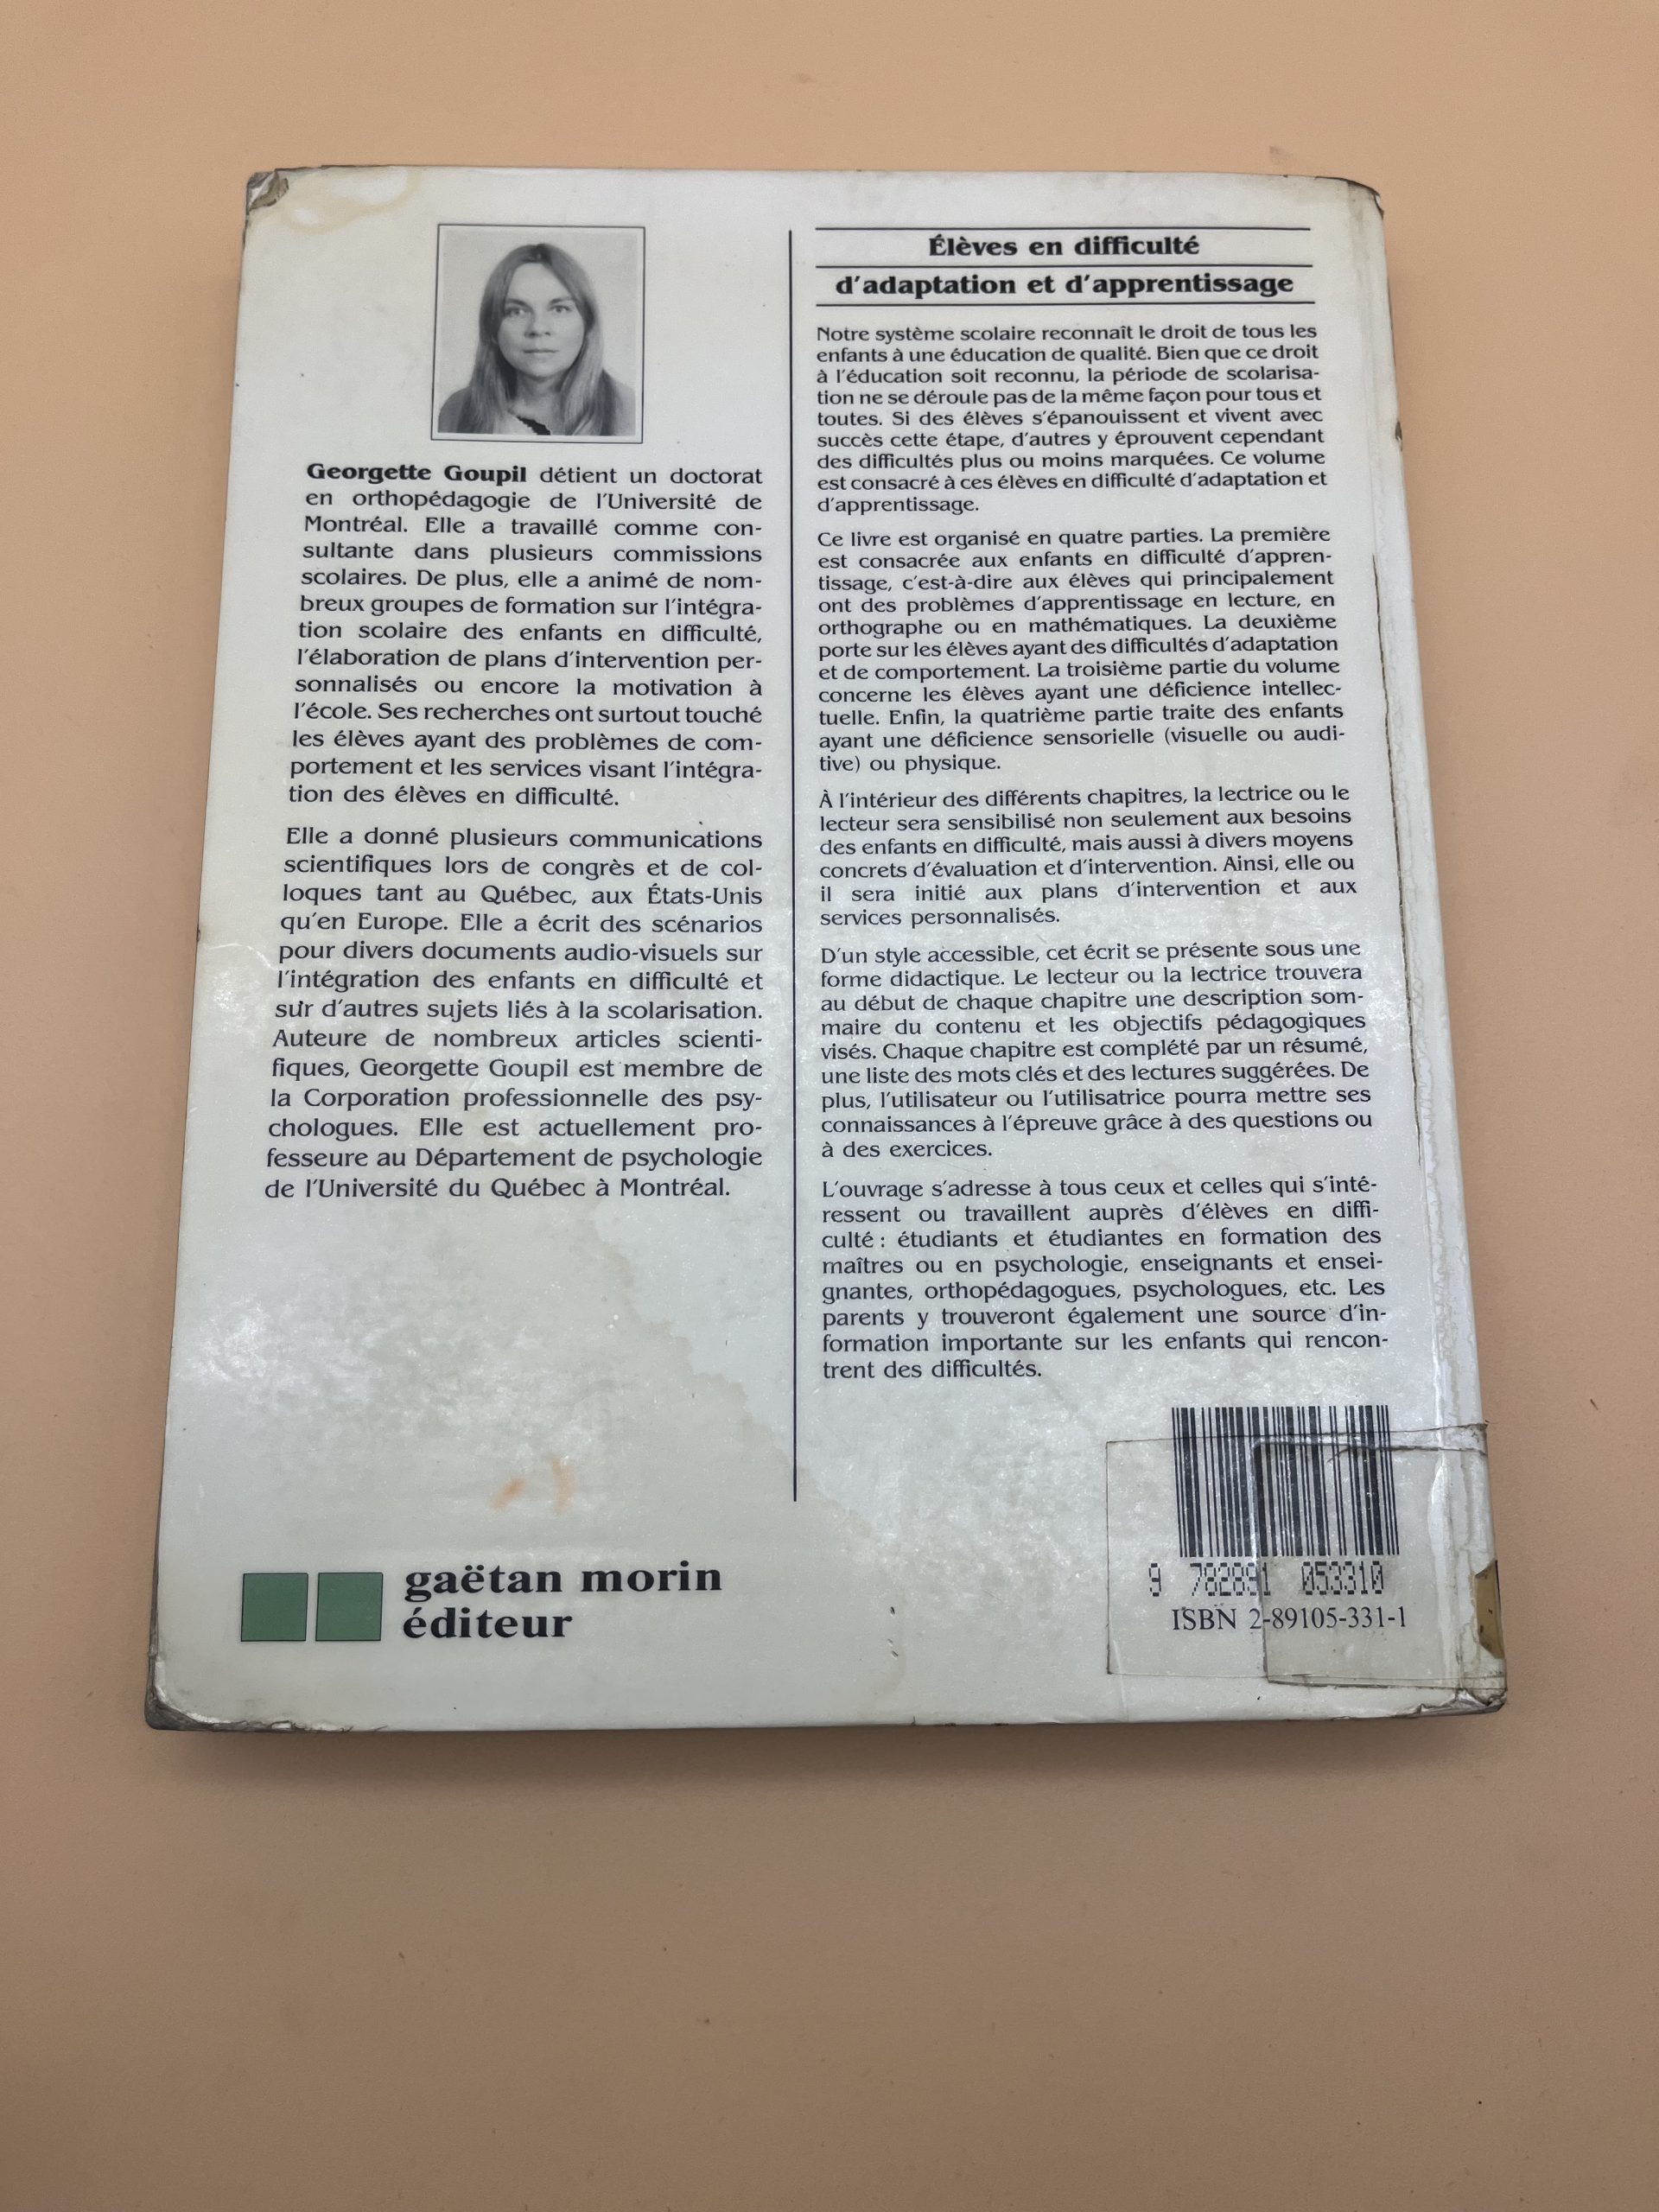 Georgette Goupil détient un doctorat
en orthopédagogie de l'Université de
Montréal. Elle a travaillé comme con-
sultante dans plusieurs commissions
scolaires. De plus, elle a animé de nom-
breux groupes de formation sur l'intégra-
tion scolaire des enfants en difficulté,
l'élaboration de plans d'intervention per-
sonnalisés ou encore la motivation à
l'école. Ses recherches ont surtout touché
les élèves ayant des problèmes de com-
portement et les services visant l'intégra-
tion des élèves en difficulté.
Elle a donné plusieurs communications
scientifiques lors de congrès et de col-
loques tant au Québec, aux États-Unis
qu'en Europe. Elle a écrit des scénarios
pour divers documents audio-visuels sur
l'intégration des enfants en difficulté et
sur d'autres sujets liés à la scolarisation.
Auteure de nombreux articles scienti-
fiques, Georgette Goupil est membre de
la Corporation professionnelle des psy-
chologues. Elle est actuellement pro-
fesseure au Département de psychologie
de l'Université du Québec à Montréal.
gaëtan morin
éditeur
Élèves en difficulté
d'adaptation et d'apprentissage
Notre système scolaire reconnaît le droit de tous les
enfants à une éducation de qualité. Bien que ce droit
à l'éducation soit reconnu, la période de scolarisa-
tion ne se déroule pas de la même façon pour tous et
toutes. Si des élèves s'épanouissent et vivent avec
succès cette étape, d'autres y éprouvent cependant
des difficultés plus ou moins marquées. Ce volume
est consacré à ces élèves en difficulté d'adaptation et
d'apprentissage.
Ce livre est organisé en quatre parties. La première
est consacrée aux enfants en difficulté d'appren-
tissage, c'est-à-dire aux élèves qui principalement
ont des problèmes d'apprentissage en lecture, en
orthographe ou en mathématiques. La deuxième
porte sur les élèves ayant des difficultés d'adaptation
et de comportement. La troisième partie du volume
concerne les élèves ayant une déficience intellec-
tuelle. Enfin, la quatrième partie traite des enfants
ayant une déficience sensorielle (visuelle ou audi-
tive) ou physique.
À l'intérieur des différents chapitres, la lectrice ou le
lecteur sera sensibilisé non seulement aux besoins
des enfants en difficulté, mais aussi à divers moyens
concrets d'évaluation et d'intervention. Ainsi, elle ou
il sera initié aux plans d'intervention et aux
services personnalisés.
D'un style accessible, cet écrit se présente sous une
forme didactique. Le lecteur ou la lectrice trouvera
au début de chaque chapitre une description som-
maire du contenu et les objectifs pédagogiques
visés. Chaque chapitre est complété par un résumé,
une liste des mots clés et des lectures suggérées. De
plus, l'utilisateur ou l'utilisatrice pourra mettre ses
connaissances à l'épreuve grâce à des questions ou
à des exercices.
L'ouvrage s'adresse à tous ceux et celles qui s'inté-
ressent ou travaillent auprès d'élèves en diffi-
culté : étudiants et étudiantes en formation des
maîtres ou en psychologie, enseignants et ensei-
gnantes, orthopédagogues, psychologues, etc. Les
parents y trouveront également une source d'in-
formation importante sur les enfants qui rencon-
trent des difficultés.
9 782891 053310
ISBN 2-89105-331-1